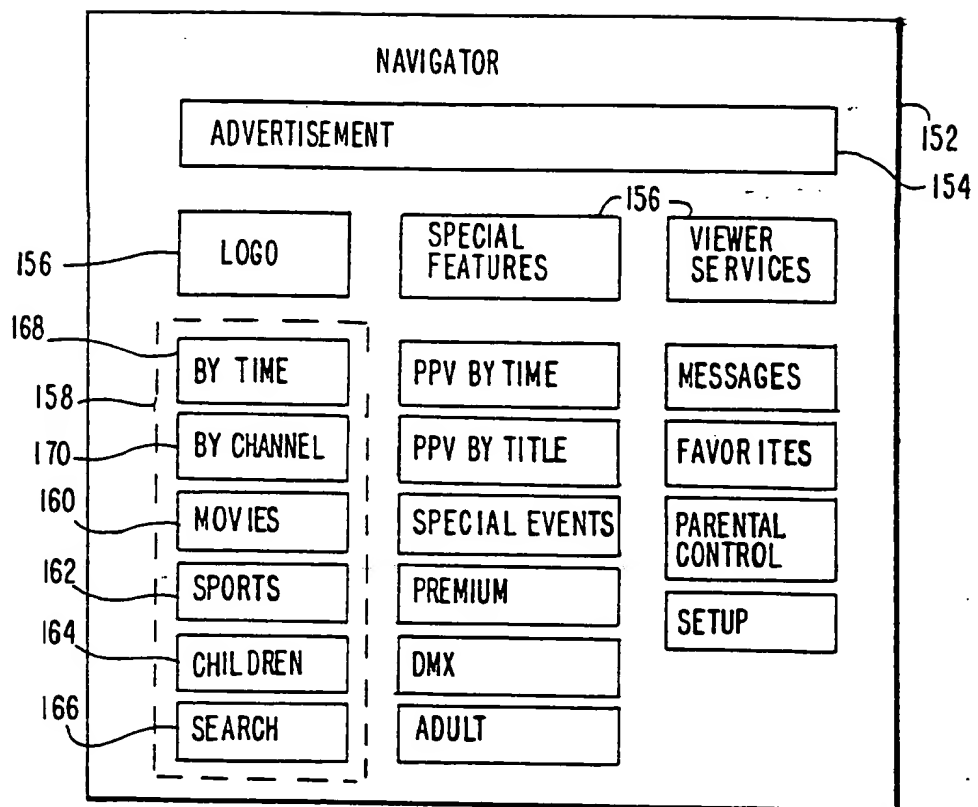 NAVIGATOR
ADVERTISEMENT
152
154
156
156
LOGO
SPECIAL
FEATURES
VIEWER
SERVICES
168
158
170
160
162
164
166
BY TIME
BY CHANNEL
MOVIES
SPORTS
CHILDREN
SEARCH
PPV BY TIME
PPV BY TITLE
SPECIAL EVENTS
PREMIUM
DMX
ADULT
MESSAGES
FAVORITES
PARENTAL
CONTROL
SETUP